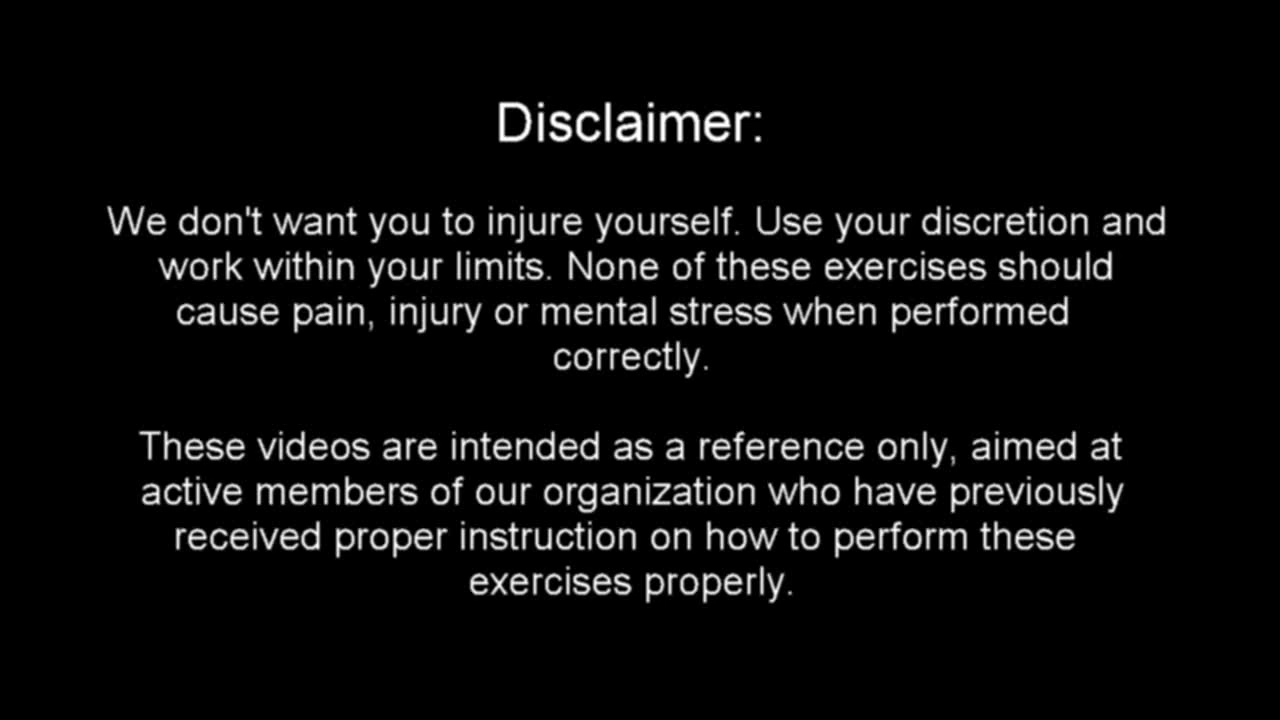 Disclaimer:
We don't want you to injure yourself. Use your discretion and
work within your limits. None of these exercises should
cause pain, injury or mental stress when performed
correctly.
These videos are intended as a reference only, aimed at
active members of our organization who have previously
received proper instruction on how to perform these
exercises properly.